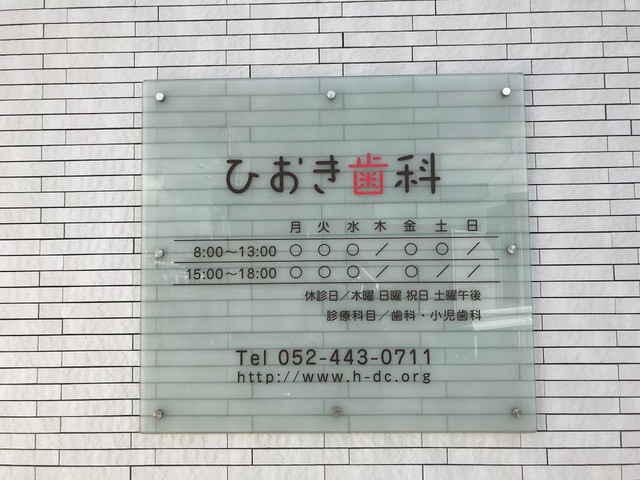 ひおき歯科
月 火 水 木 金 土 日
8:00～13:00 ○ ○ ○ ／ ○ ○ ／
15:00～18:00 ○ ○ ○ ／ ○ ／ ／
休診日／木曜 日曜 祝日 土曜午後
診療科目／歯科・小児歯科
Tel 052-443-0711
http://www.h-dc.org